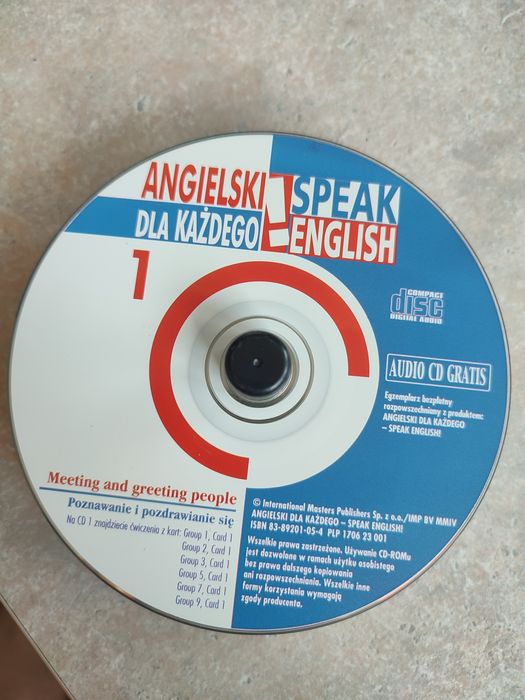 ANGIELSKI
DLA KAŻDEGO
!
SPEAK
ENGLISH
1
COMPACT
disc
DIGITAL AUDIO
AUDIO CD GRATIS
Egzemplarz bezpłatny
rozpowszechniany z produktem:
ANGIELSKI DLA KAŻDEGO
– SPEAK ENGLISH!
Meeting and greeting people
Poznawanie i pozdrawianie się
Na CD 1 znajdziecie ćwiczenia z kart: Group 1, Card 1
Group 2, Card 1
Group 3, Card 1
Group 5, Card 1
Group 7, Card 1
Group 9, Card 1
© International Masters Publishers Sp. z o.o./IMP BV MMIV
ANGIELSKI DLA KAŻDEGO – SPEAK ENGLISH!
ISBN 83-89201-05-4 PLP 1706 23 001
Wszelkie prawa zastrzeżone. Używanie CD-ROMu
jest dozwolone w ramach użytku osobistego
bez prawa dalszego kopiowania
ani rozpowszechniania. Wszelkie inne
formy korzystania wymagają
zgody producenta.